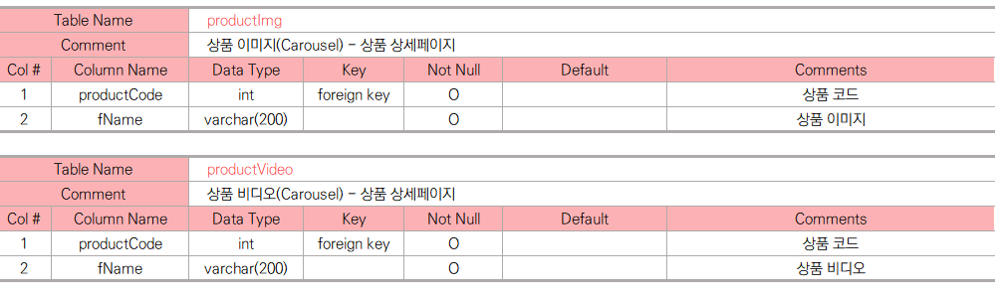 Table Name productImg
Comment 상품 이미지(Carousel) - 상품 상세페이지
Col # Column Name Data Type Key Not Null Default Comments
1 productCode int foreign key O 상품 코드
2 fName varchar(200) O 상품 이미지
Table Name productVideo
Comment 상품 비디오(Carousel) - 상품 상세페이지
Col # Column Name Data Type Key Not Null Default Comments
1 productCode int foreign key O 상품 코드
2 fName varchar(200) O 상품 비디오